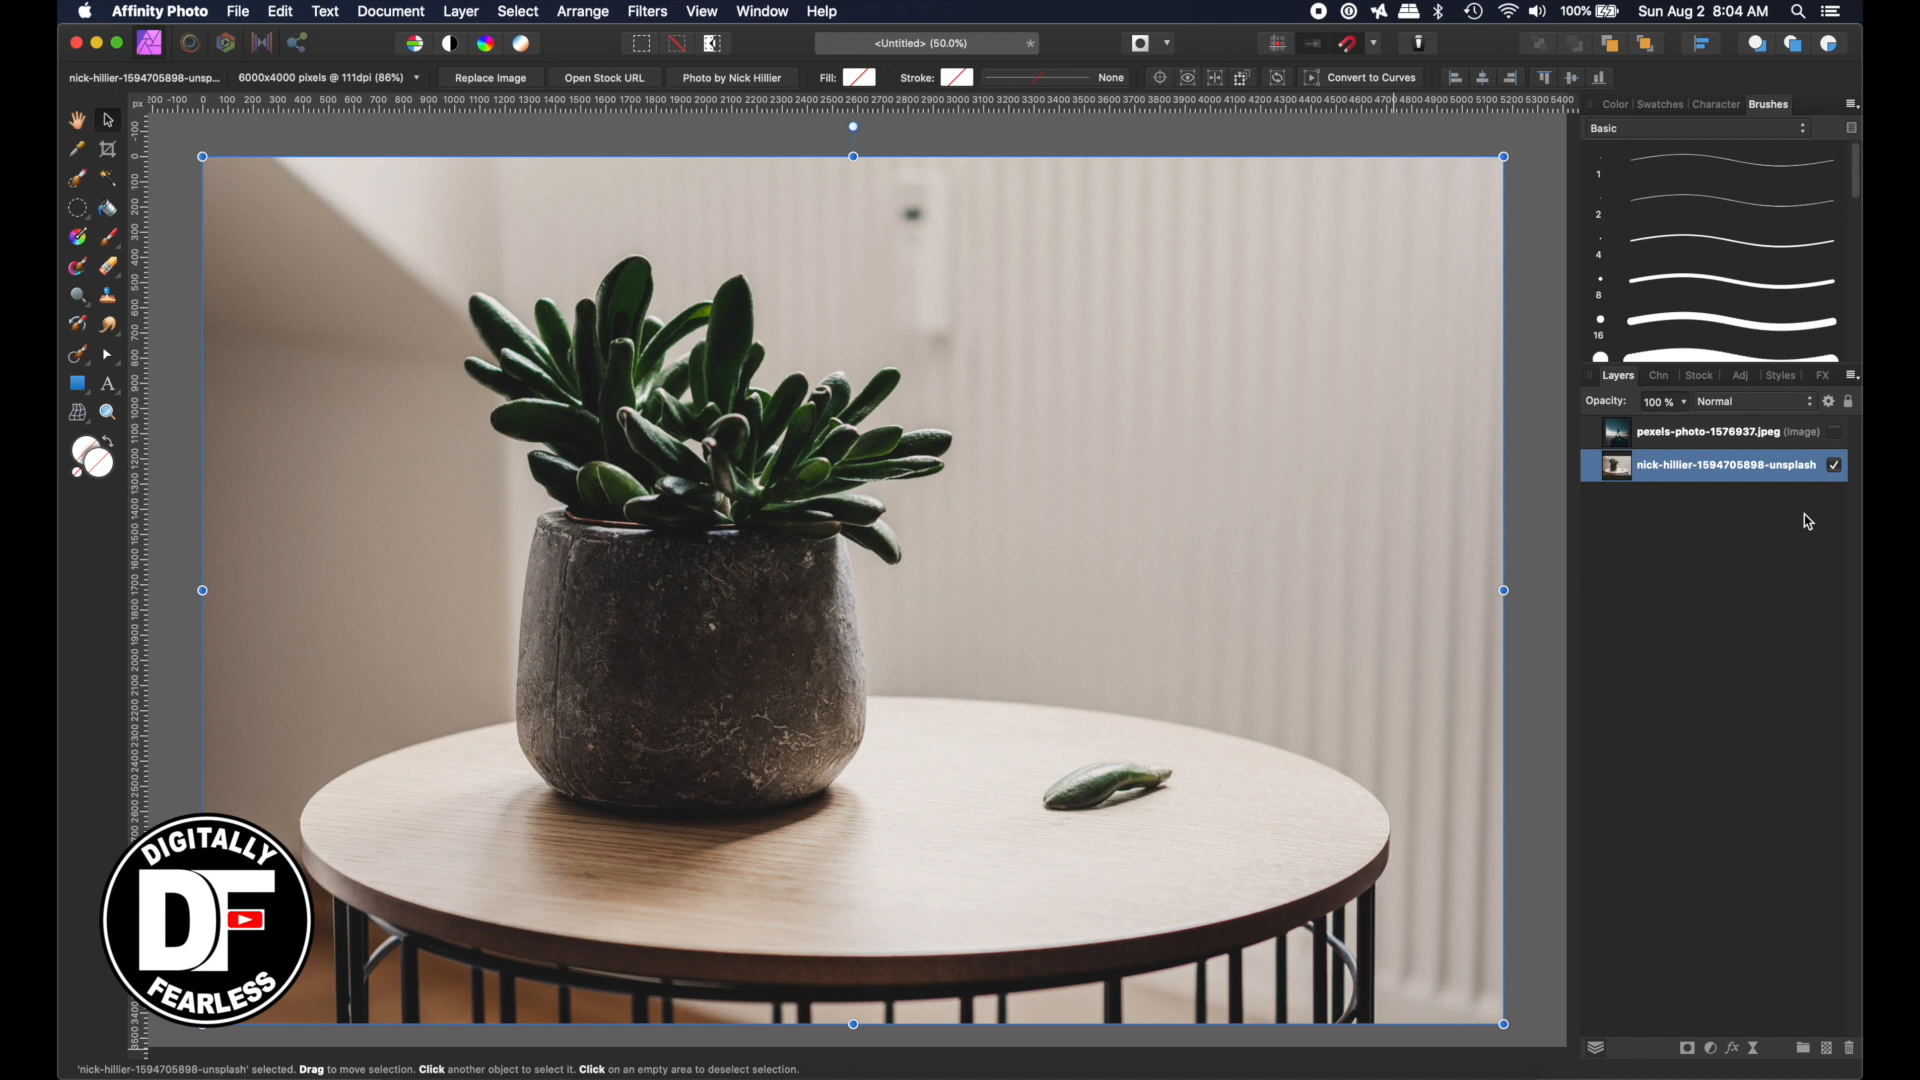 Affinity Photo File Edit Text Document Layer Select Arrange Filters View Window Help 100% Sun Aug 2 8:04 AM
<Untitled> (50.0%)
nick-hillier-1594705898-unsp... 6000x4000 pixels @ 111dpi (86%) Replace Image Open Stock URL Photo by Nick Hillier Fill: Stroke: None Convert to Curves
px
Color Swatches Character Brushes
Basic
1
2
4
8
16
Layers Chn Stock Adj Styles FX
Opacity: 100 % Normal
pexels-photo-1576937.jpeg (Image)
nick-hillier-1594705898-unsplash
DIGITALLY
DF
FEARLESS
'nick-hillier-1594705898-unsplash' selected. Drag to move selection. Click another object to select it. Click on an empty area to deselect selection.